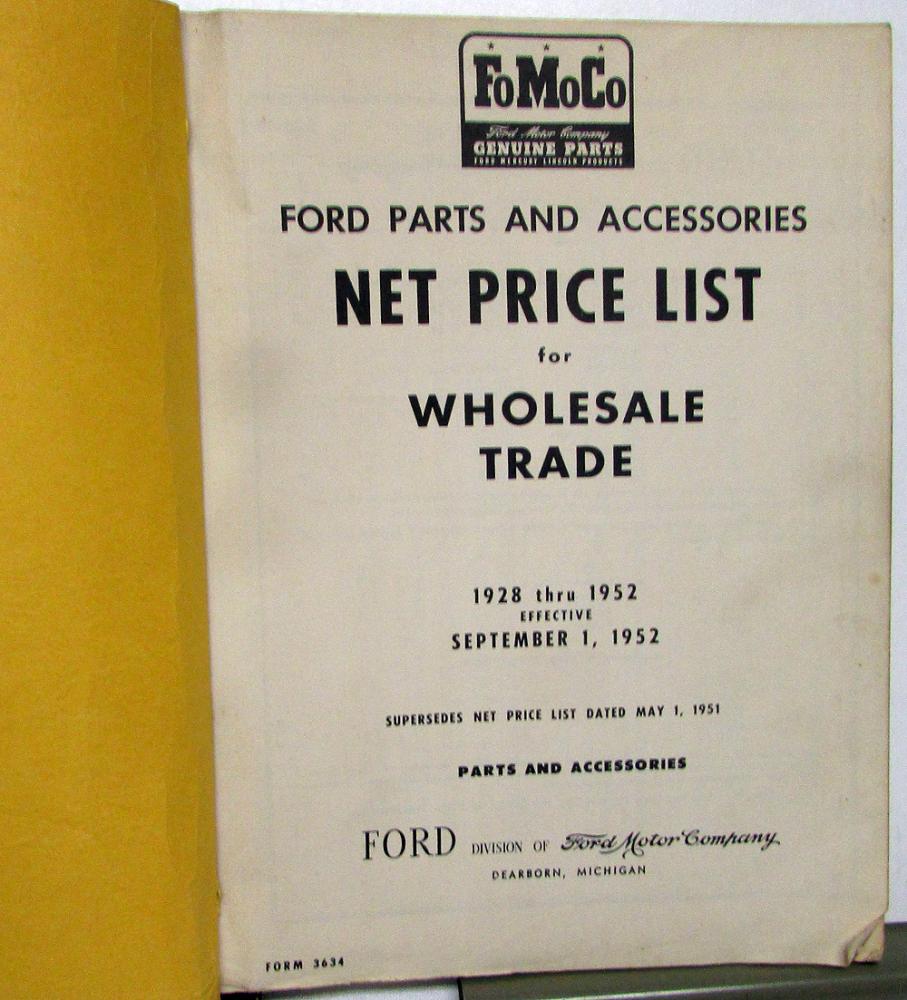 FoMoCo
Ford Motor Company
GENUINE PARTS
FORD MERCURY LINCOLN PRODUCTS
FORD PARTS AND ACCESSORIES
NET PRICE LIST
for
WHOLESALE
TRADE
1928 thru 1952
EFFECTIVE
SEPTEMBER 1, 1952
SUPERSEDES NET PRICE LIST DATED MAY 1, 1951
PARTS AND ACCESSORIES
FORD DIVISION OF Ford Motor Company
DEARBORN, MICHIGAN
FORM 3634